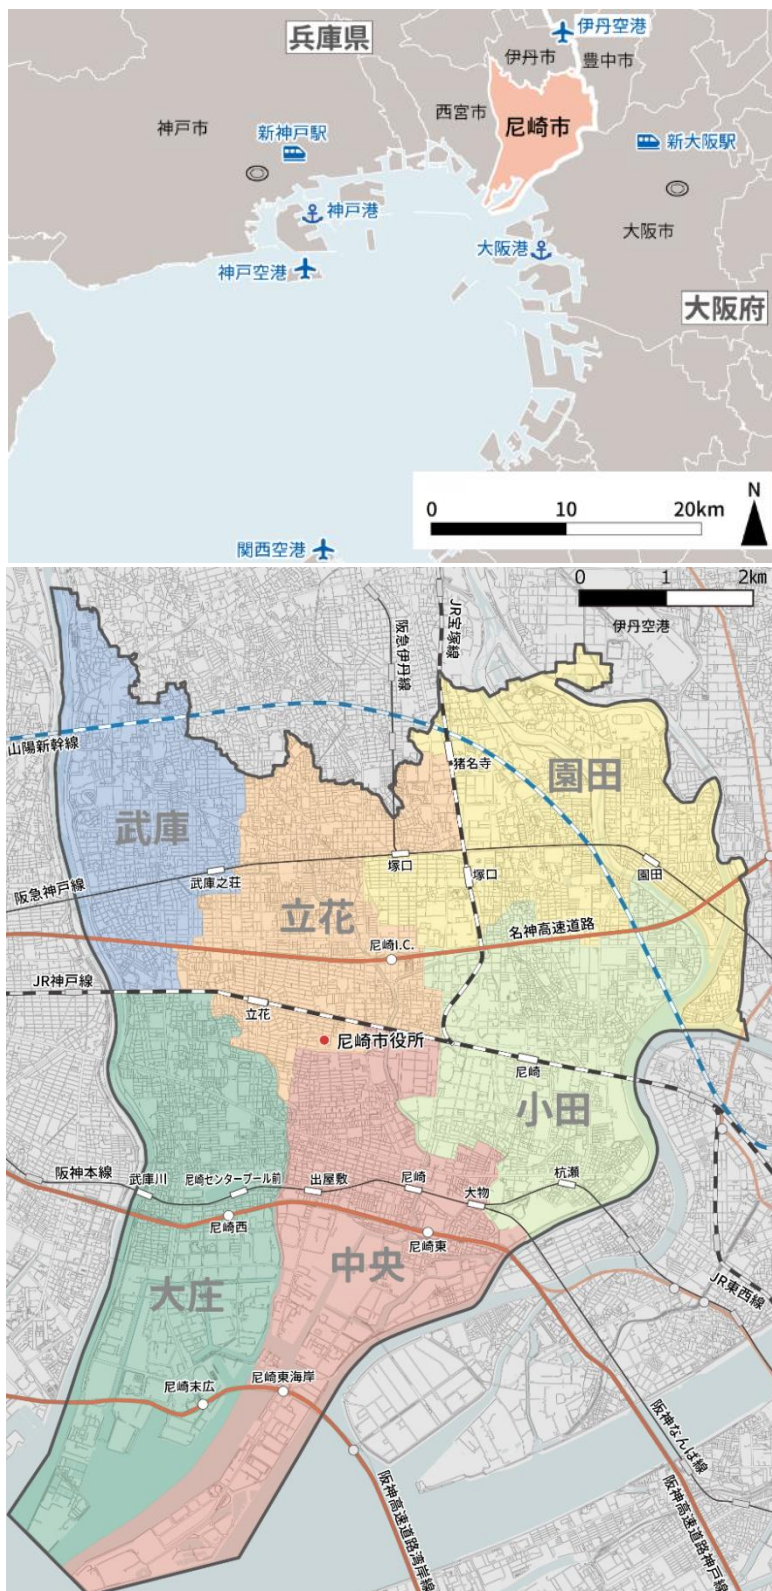 兵庫県
伊丹空港
伊丹市
豊中市
神戸市
西宮市
尼崎市
新神戸駅
新大阪駅
神戸港
大阪港
大阪市
神戸空港
大阪府
0 10 20km
N
関西空港
0 1 2km
伊丹空港
JR宝塚線
阪急伊丹線
山陽新幹線
猪名寺
園田
武庫
塚口
塚口
園田
武庫之荘
阪急神戸線
立花
名神高速道路
尼崎I.C.
JR神戸線
立花
尼崎市役所
尼崎
小田
阪神本線
武庫川
尼崎センタープール前
出屋敷
尼崎
大物
杭瀬
尼崎西
尼崎東
中央
大庄
JR東西線
尼崎末広
尼崎東海岸
阪神なんば線
阪神高速道路湾岸線
阪神高速道路神戸線